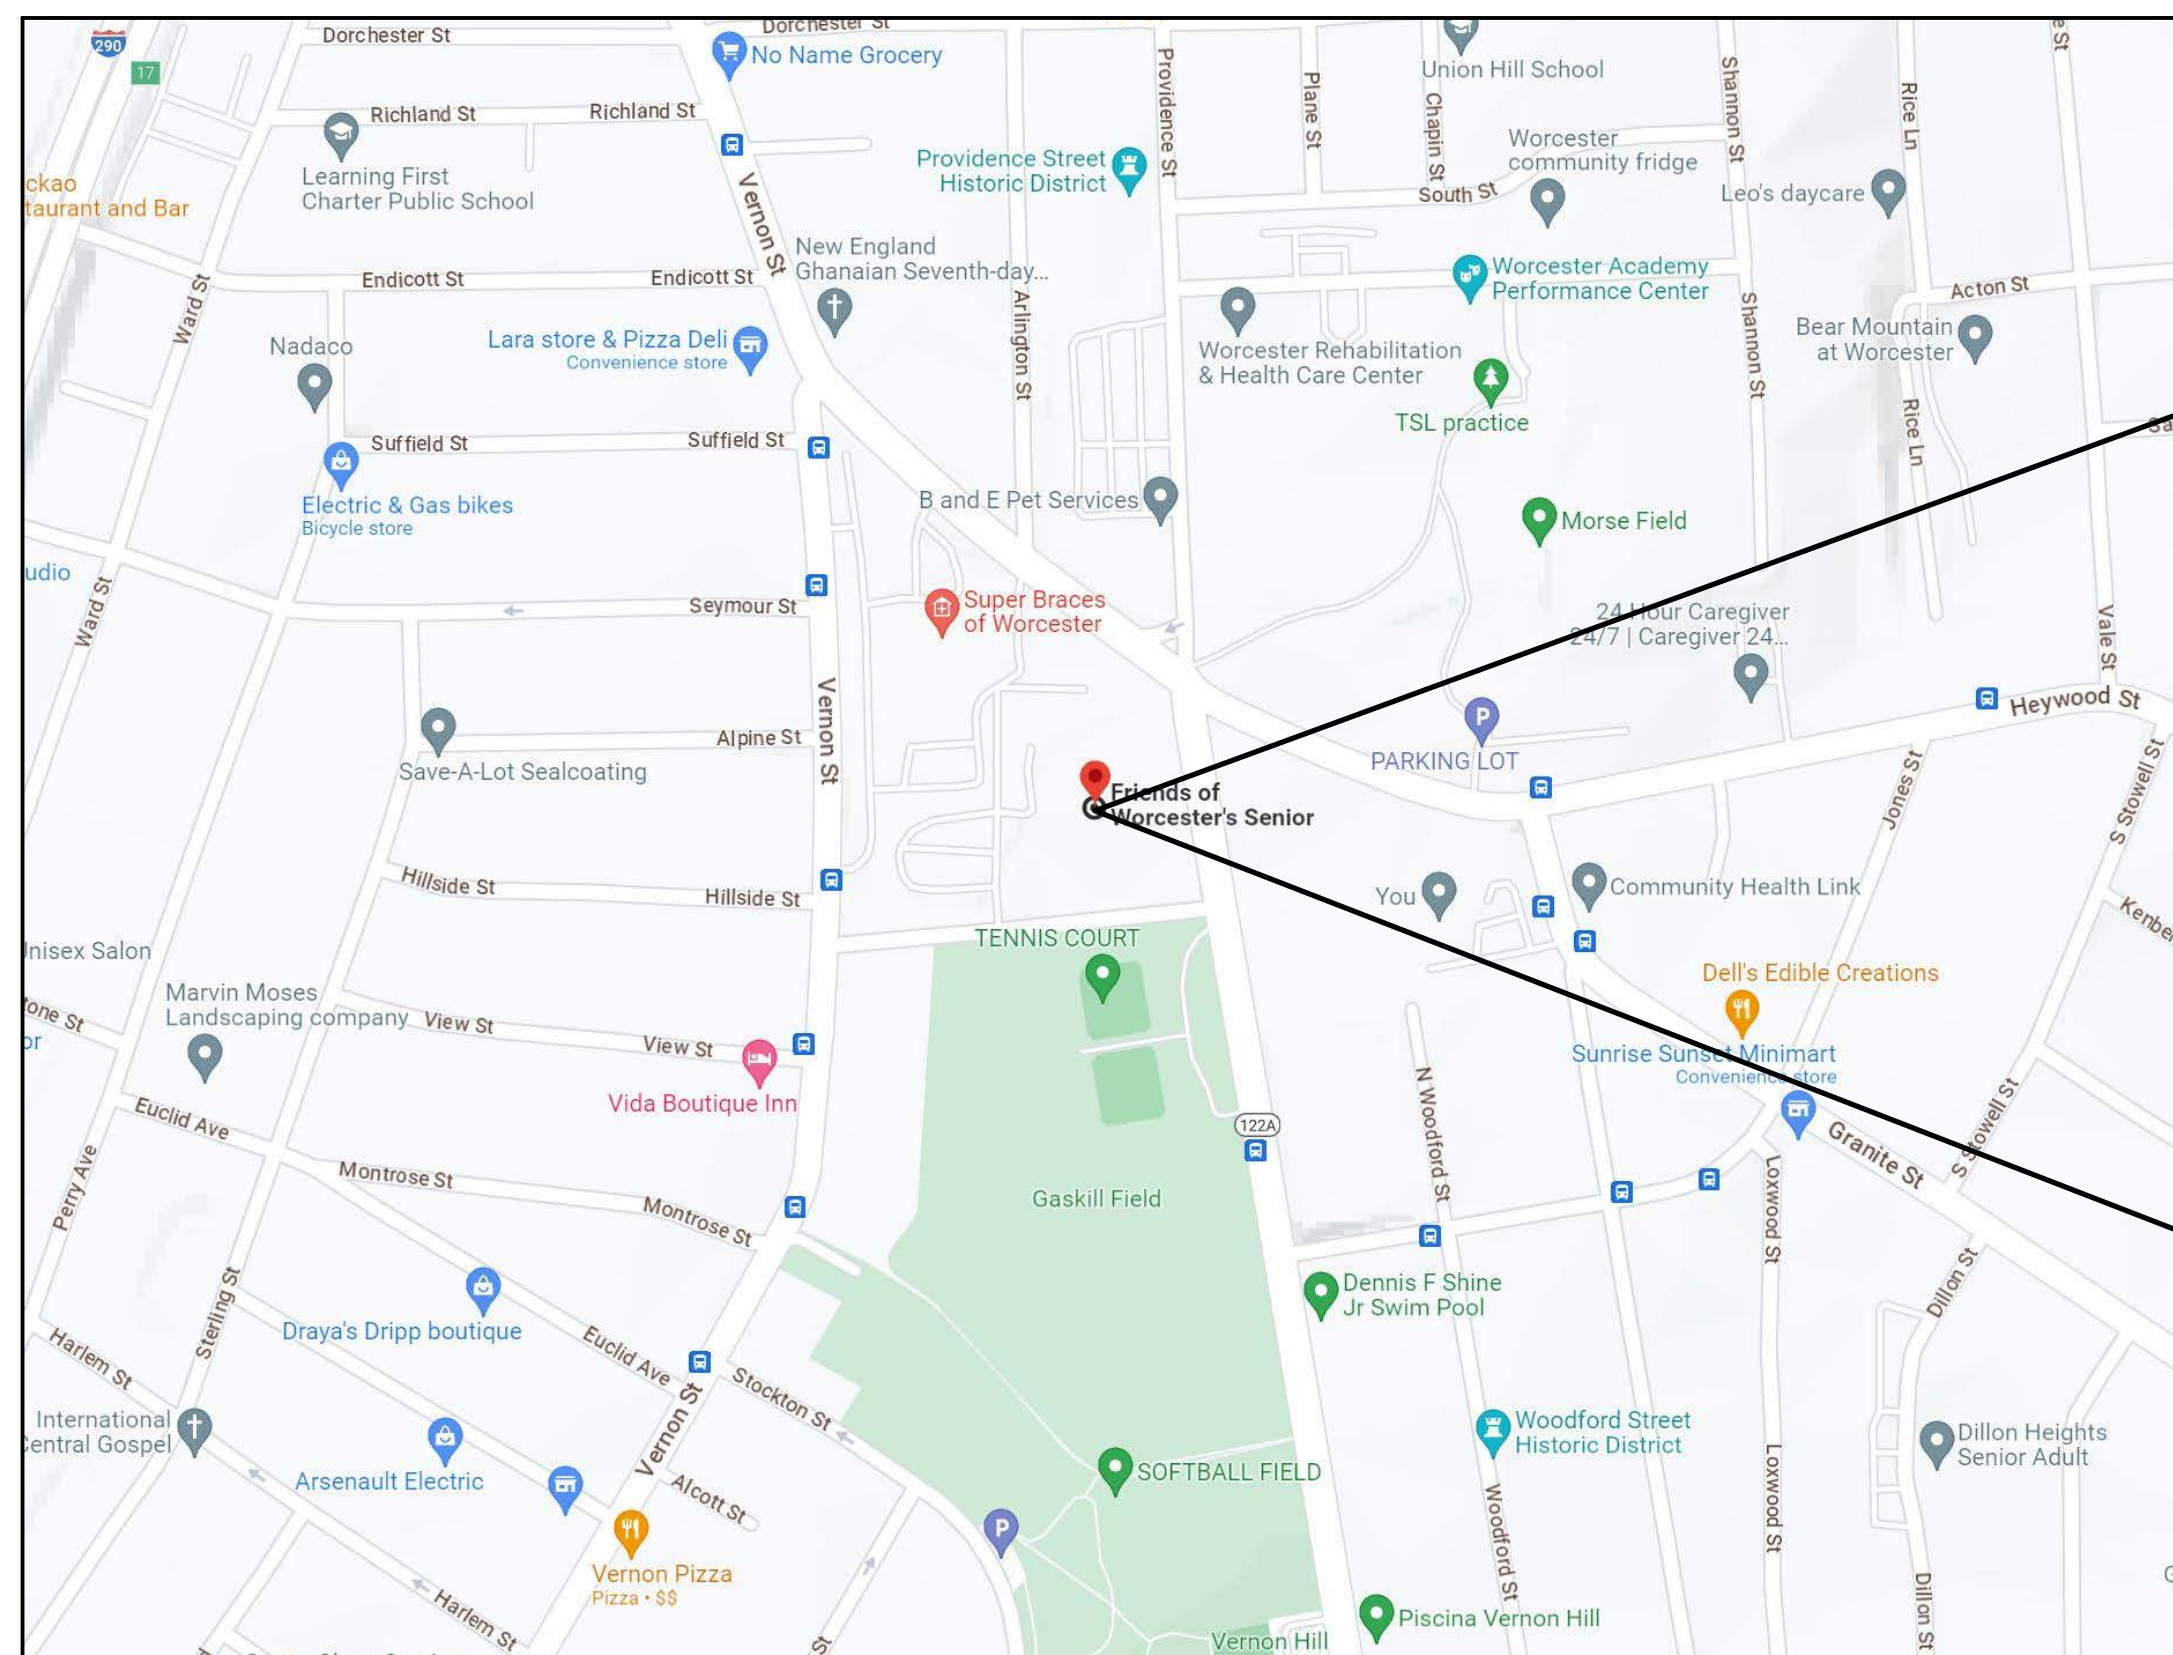 290
17
Dorchester St
Dorchester St
No Name Grocery
Union Hill School
Richland St
Richland St
Learning First
Charter Public School
ckao
taurant and Bar
Providence Street
Historic District
Providence St
Plane St
Chapin St
Shannon St
Rice Ln
e St
Worcester
community fridge
South St
Leo's daycare
Vernon St
New England
Ghanaian Seventh-day...
Endicott St
Endicott St
Ward St
Worcester Academy
Performance Center
Acton St
Arlington St
Shannon St
Nadaco
Lara store & Pizza Deli
Convenience store
Worcester Rehabilitation
& Health Care Center
Bear Mountain
at Worcester
TSL practice
Rice Ln
Sa
Suffield St
Suffield St
Electric & Gas bikes
Bicycle store
B and E Pet Services
Morse Field
udio
Ward St
Seymour St
Super Braces
of Worcester
24 Hour Caregiver
24/7 | Caregiver 24...
Vale St
Heywood St
Vernon St
Alpine St
Save-A-Lot Sealcoating
P
PARKING LOT
Friends of
Worcester's Senior
Jones St
S Stowell St
Hillside St
Hillside St
You
Community Health Link
Kenbe
TENNIS COURT
nisex Salon
Marvin Moses
Landscaping company
tone St
or
View St
View St
Vida Boutique Inn
Dell's Edible Creations
Sunrise Sunset Minimart
Convenience store
N Woodford St
122A
Euclid Ave
Granite St
S Stowell St
Perry Ave
Montrose St
Montrose St
Gaskill Field
Loxwood St
Dennis F Shine
Jr Swim Pool
Dillon St
Sterling St
Draya's Dripp boutique
Harlem St
Euclid Ave
Stockton St
International
Central Gospel
Vernon St
Woodford Street
Historic District
Dillon Heights
Senior Adult
Arsenault Electric
Alcott St
SOFTBALL FIELD
Loxwood St
Woodford St
P
Vernon Pizza
Pizza • $$
Harlem St
Piscina Vernon Hill
Dillon St
St
Vernon Hill